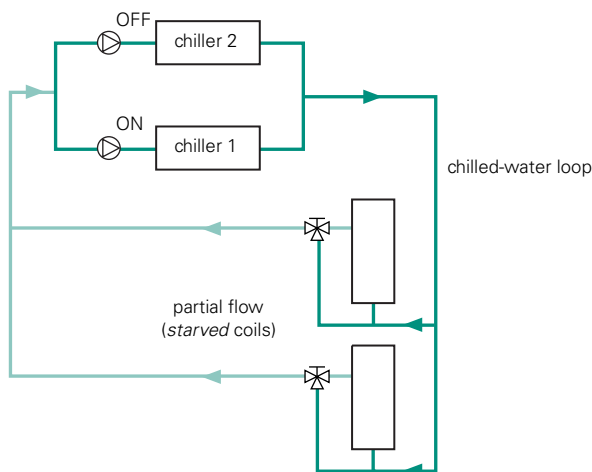 OFF
chiller 2
ON
chiller 1
chilled-water loop
partial flow
(starved coils)